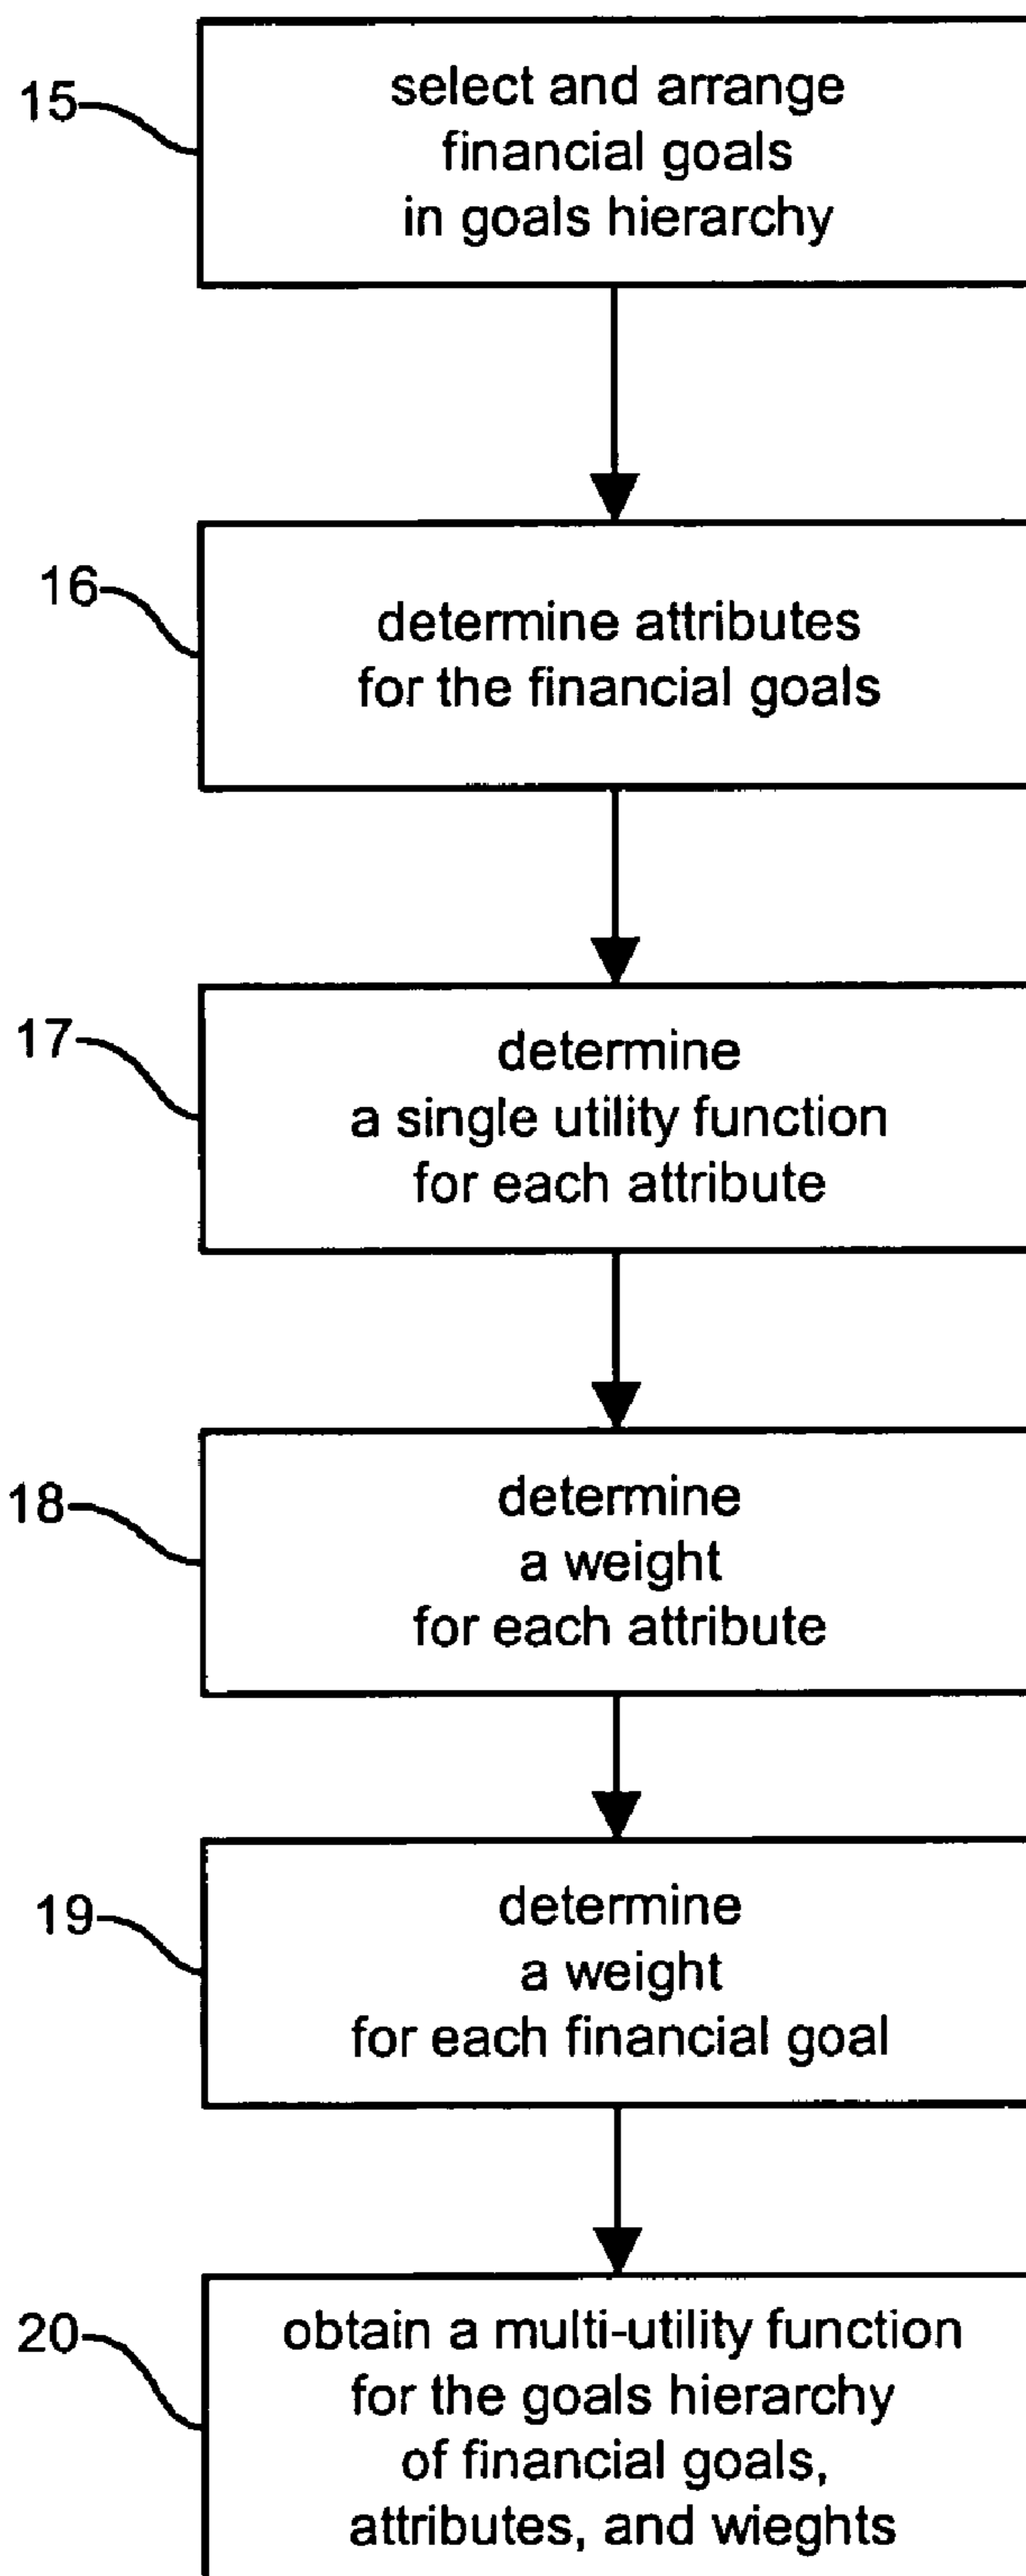 15
select and arrange
financial goals
in goals hierarchy
16
determine attributes
for the financial goals
17
determine
a single utility function
for each attribute
18
determine
a weight
for each attribute
19
determine
a weight
for each financial goal
20
obtain a multi-utility function
for the goals hierarchy
of financial goals,
attributes, and wieghts